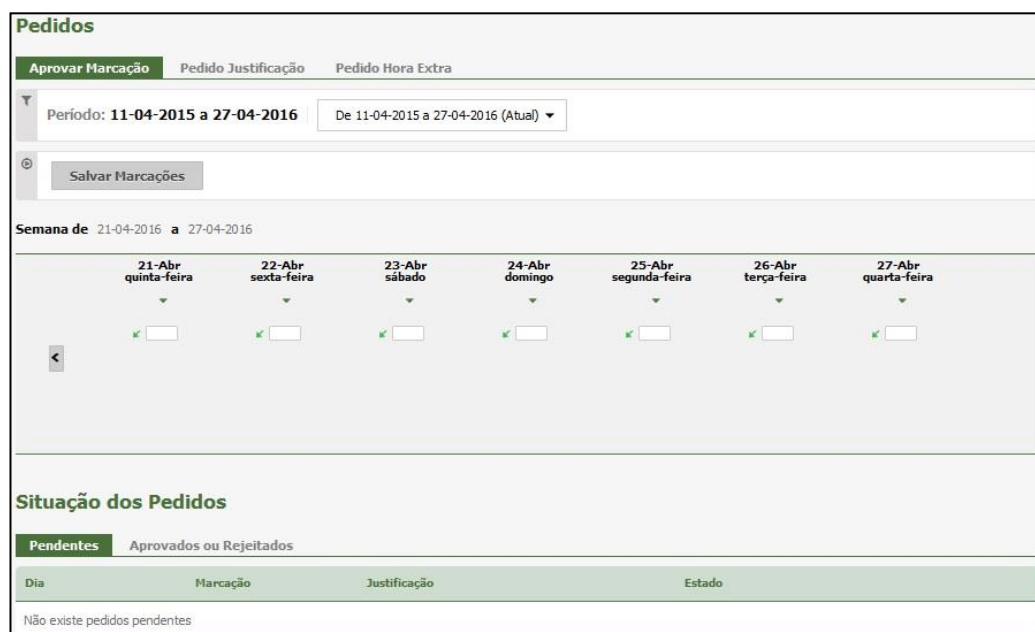 Pedidos
Aprovar Marcação Pedido Justificação Pedido Hora Extra
Período: 11-04-2015 a 27-04-2016 De 11-04-2015 a 27-04-2016 (Atual)
Salvar Marcações
Semana de 21-04-2016 a 27-04-2016
21-Abr 22-Abr 23-Abr 24-Abr 25-Abr 26-Abr 27-Abr
quinta-feira sexta-feira sábado domingo segunda-feira terça-feira quarta-feira
Situação dos Pedidos
Pendentes Aprovados ou Rejeitados
Dia Marcação Justificação Estado
Não existe pedidos pendentes